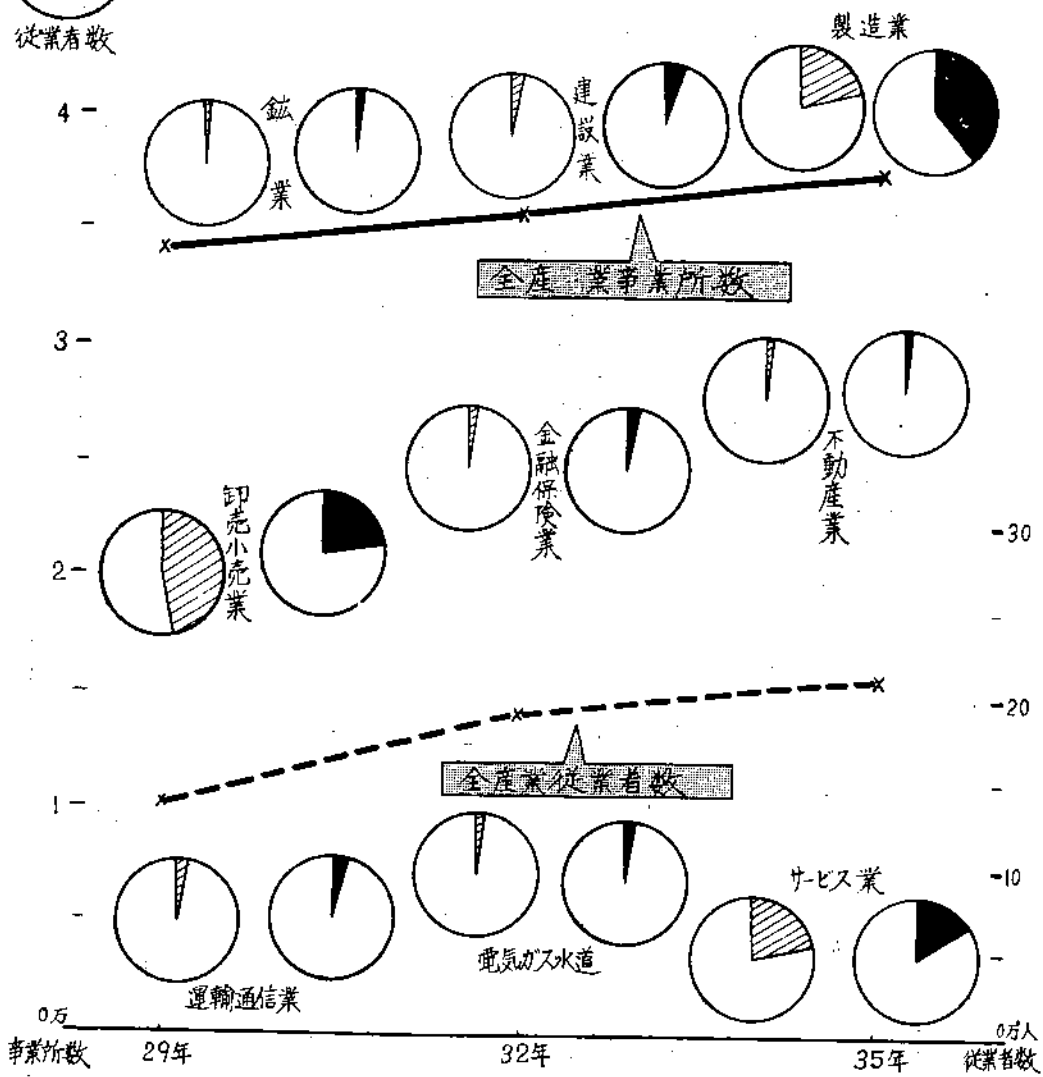 従業者数
製造業
鉱業
建設業
4
全産業事業所数
3
金融保険業
不動産業
卸売小売業
30
2
20
全産業従業者数
1
サービス業
10
電気ガス水道
運輸通信業
0万
0万人
事業所数
29年
32年
35年
従業者数